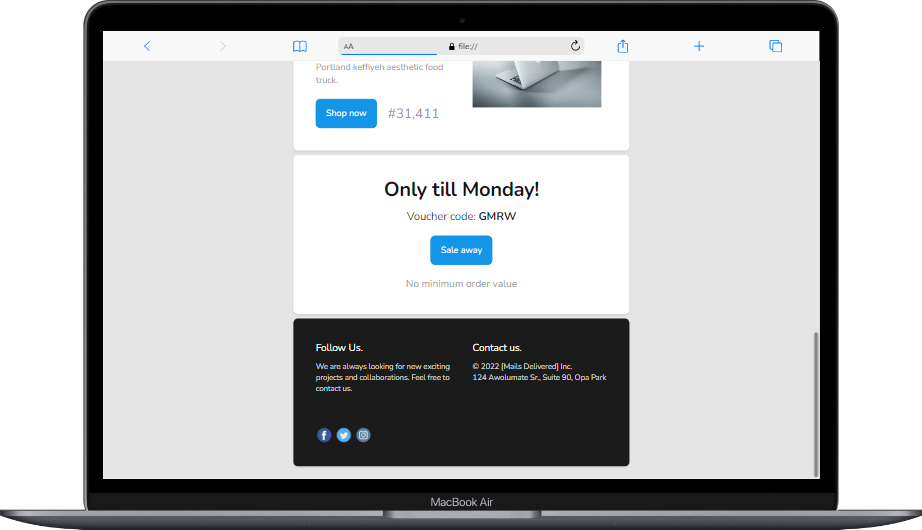 AA
file://
Portland keffiyeh aesthetic food
truck.
Shop now
#31,411
Only till Monday!
Voucher code: GMRW
Sale away
No minimum order value
Follow Us.
We are always looking for new exciting
projects and collaborations. Feel free to
contact us.
Contact us.
© 2022 [Mails Delivered] Inc.
124 Awolumate Sr., Suite 90, Opa Park
MacBook Air